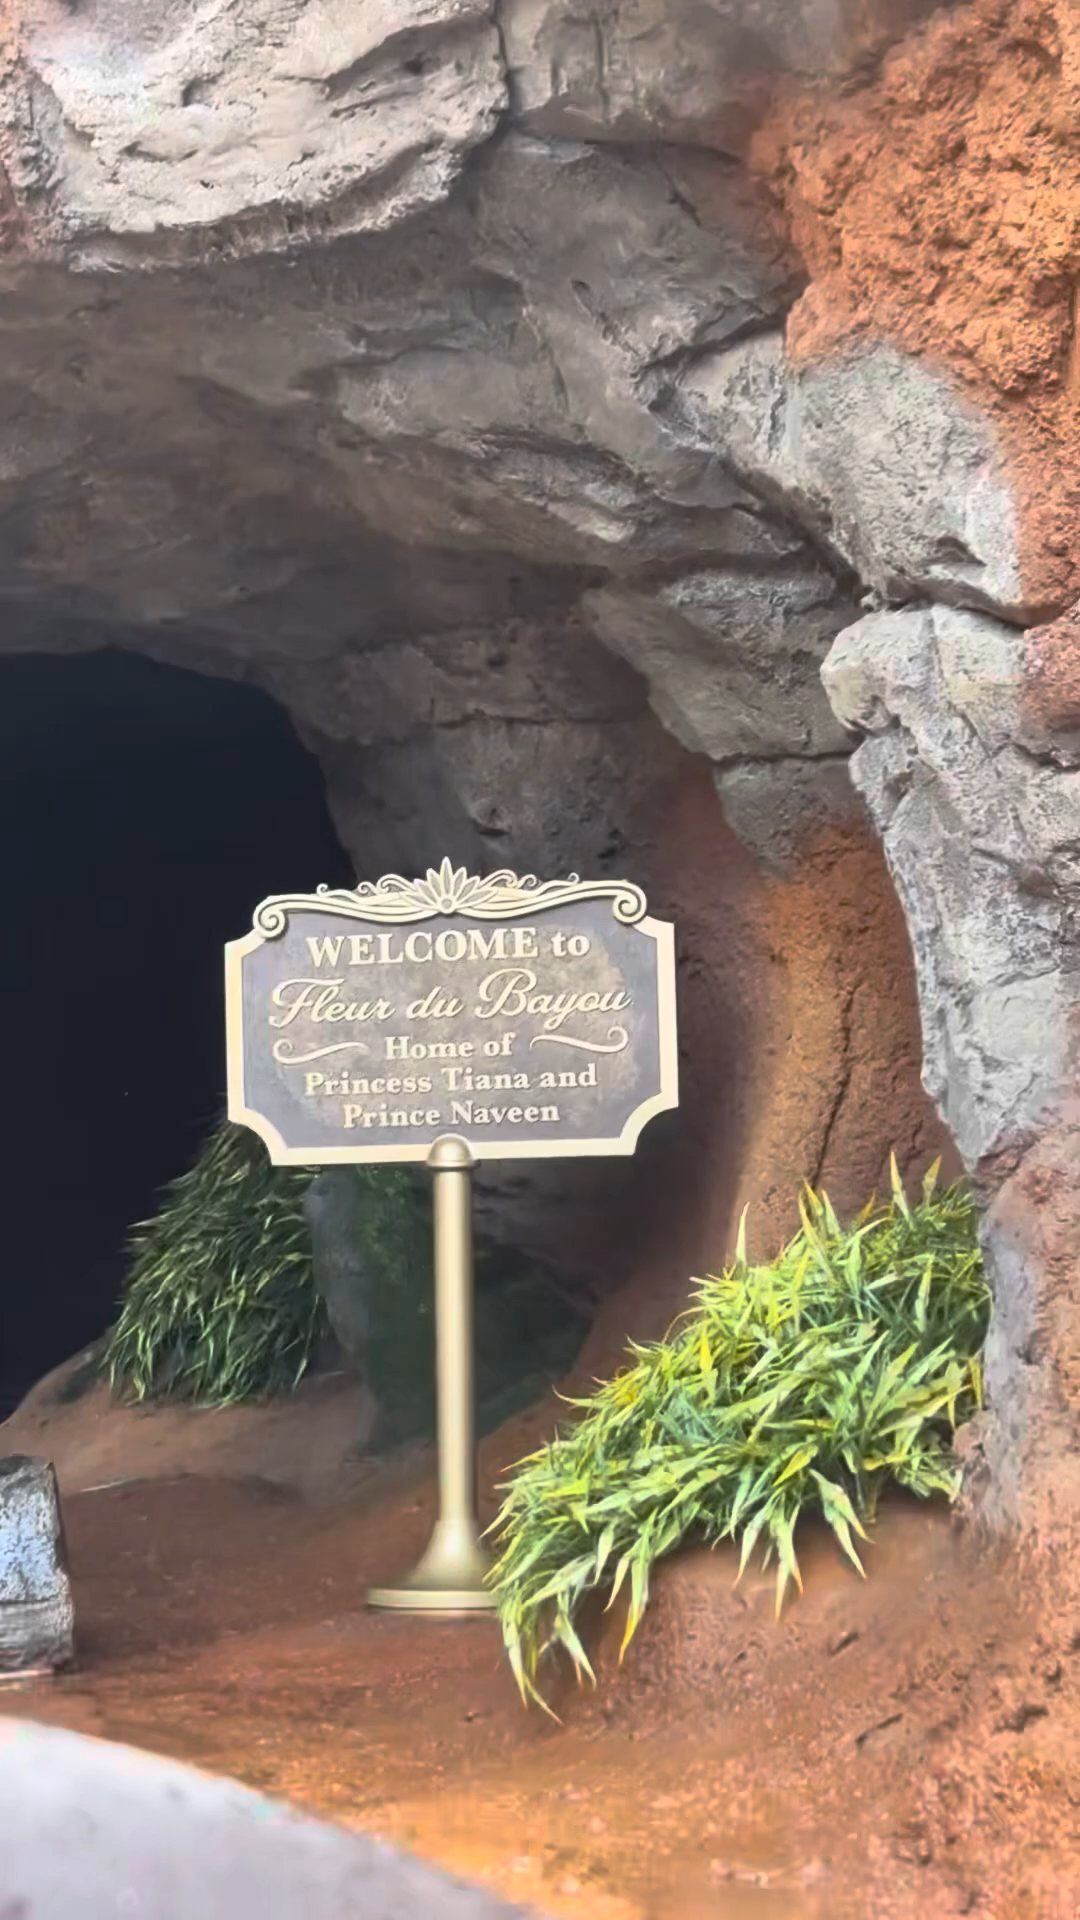 WELCOME to
Fleur du Bayou
Home of
Princess Tiana and
Prince Naveen